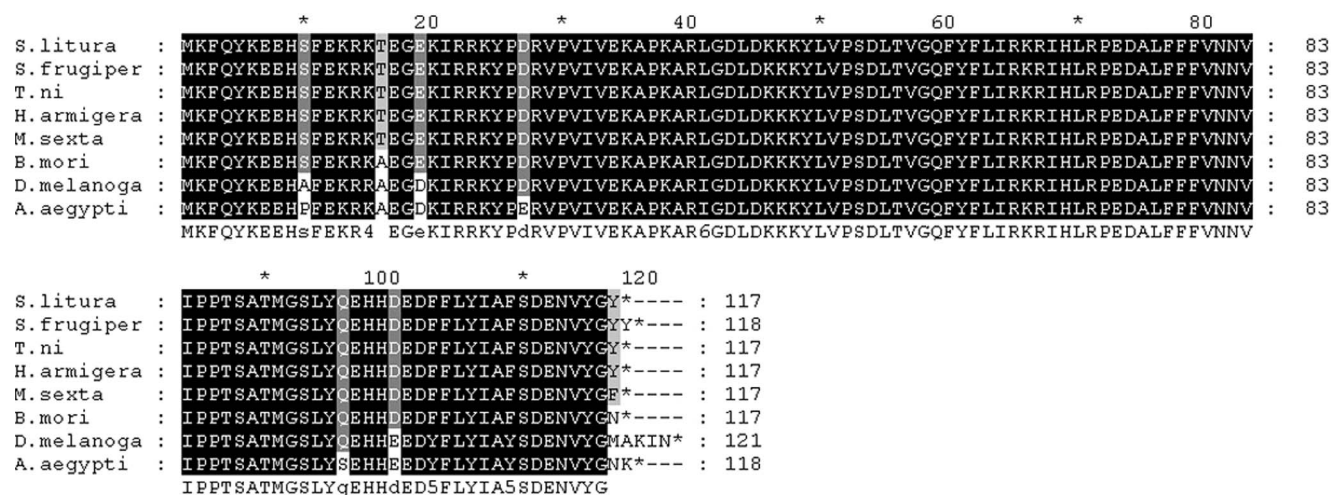 * 20 * 40 * 60 * 80
S.litura : MKFQYKEEHSFEKRKTEGEKIRRKYPDRVPVIVEKAPKARLGDLDKKKYLVPSDLTVGQFYFLIRKRIHLRPEDALFFFVNNV : 83
S.frugiper : MKFQYKEEHSFEKRKTEGEKIRRKYPDRVPVIVEKAPKARLGDLDKKKYLVPSDLTVGQFYFLIRKRIHLRPEDALFFFVNNV : 83
T.ni : MKFQYKEEHSFEKRKTEGEKIRRKYPDRVPVIVEKAPKARLGDLDKKKYLVPSDLTVGQFYFLIRKRIHLRPEDALFFFVNNV : 83
H.armigera : MKFQYKEEHSFEKRKTEGEKIRRKYPDRVPVIVEKAPKARLGDLDKKKYLVPSDLTVGQFYFLIRKRIHLRPEDALFFFVNNV : 83
M.sexta : MKFQYKEEHSFEKRKTEGEKIRRKYPDRVPVIVEKAPKARLGDLDKKKYLVPSDLTVGQFYFLIRKRIHLRPEDALFFFVNNV : 83
B.mori : MKFQYKEEHSFEKRKAEGEKIRRKYPDRVPVIVEKAPKARLGDLDKKKYLVPSDLTVGQFYFLIRKRIHLRPEDALFFFVNNV : 83
D.melanoga : MKFQYKEEHAFEKRRAEGDKIRRKYPDRVPVIVEKAPKARIGDLDKKKYLVPSDLTVGQFYFLIRKRIHLRPEDALFFFVNNV : 83
A.aegypti : MKFQYKEEHPFEKRKAEGDKIRRKYPERVPVIVEKAPKARIGDLDKKKYLVPSDLTVGQFYFLIRKRIHLRPEDALFFFVNNV : 83
MKFQYKEEHsFEKR4 EGeKIRRKYPdRVPVIVEKAPKAR6GDLDKKKYLVPSDLTVGQFYFLIRKRIHLRPEDALFFFVNNV
* 100 * 120
S.litura : IPPTSATMGSLYQEHHDEDFFLYIAFSDENVYGY*---- : 117
S.frugiper : IPPTSATMGSLYQEHHDEDFFLYIAFSDENVYGYY*--- : 118
T.ni : IPPTSATMGSLYQEHHDEDFFLYIAFSDENVYGY*---- : 117
H.armigera : IPPTSATMGSLYQEHHDEDFFLYIAFSDENVYGY*---- : 117
M.sexta : IPPTSATMGSLYQEHHDEDFFLYIAFSDENVYGF*---- : 117
B.mori : IPPTSATMGSLYQEHHDEDFFLYIAFSDENVYGN*---- : 117
D.melanoga : IPPTSATMGSLYQEHHEEDYFLYIAYSDENVYGMAKIN* : 121
A.aegypti : IPPTSATMGSLYSEHHEEDYFLYIAYSDENVYGNK*--- : 118
IPPTSATMGSLYqEHHdED5FLYIA5SDENVYG